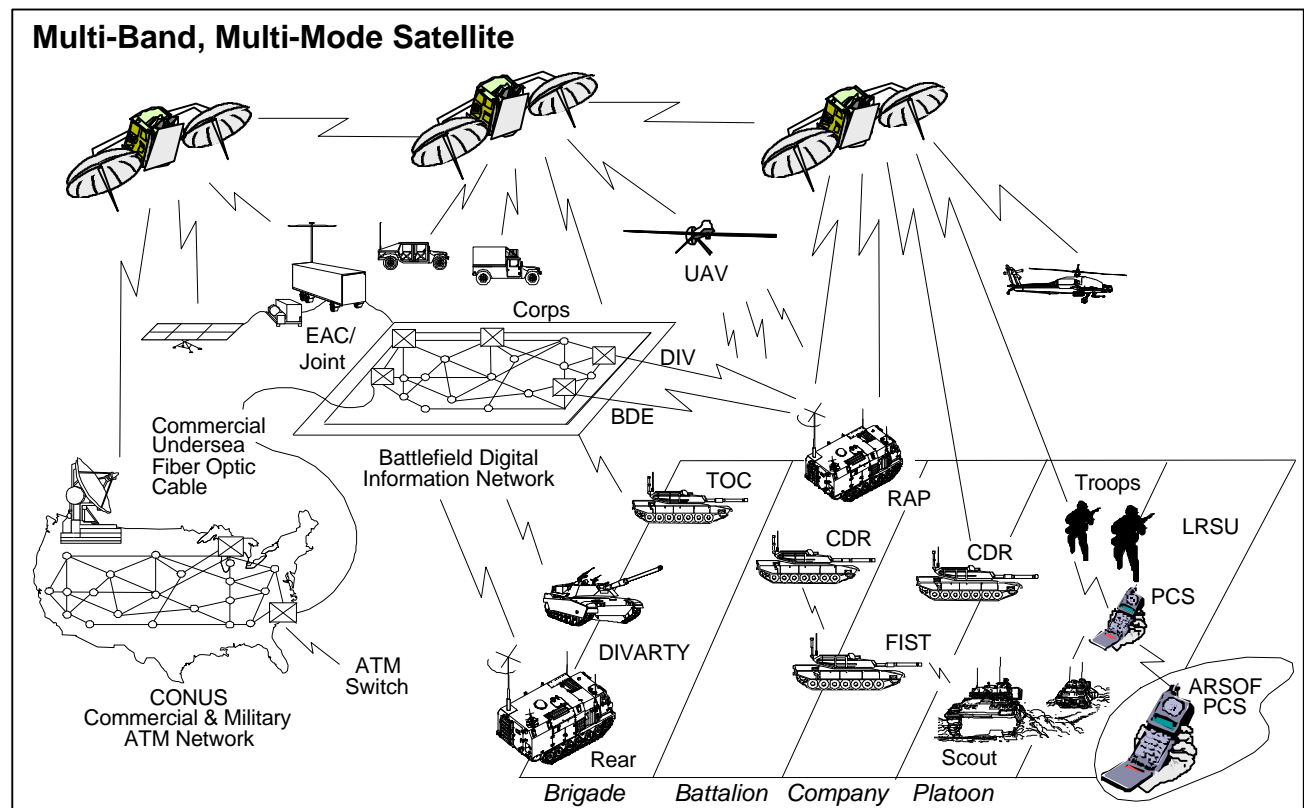 Multi-Band, Multi-Mode Satellite
UAV
EAC/
Joint
Corps
DIV
BDE
Commercial
Undersea
Fiber Optic
Cable
Battlefield Digital
Information Network
TOC
RAP
Troops
LRSU
CDR
CDR
PCS
DIVARTY
FIST
ATM
Switch
CONUS
Commercial & Military
ATM Network
Rear
Scout
ARSOF
PCS
Brigade
Battalion
Company
Platoon